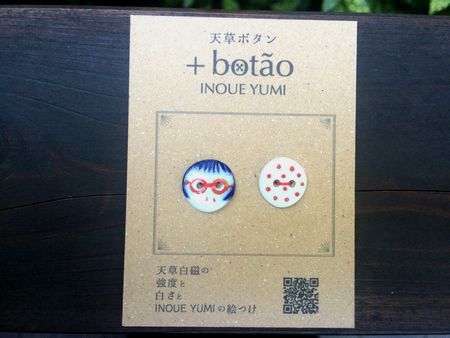 天草ボタン
+botão
INOUE YUMI
天草白磁の
強度と
白さと
INOUE YUMIの絵つけ